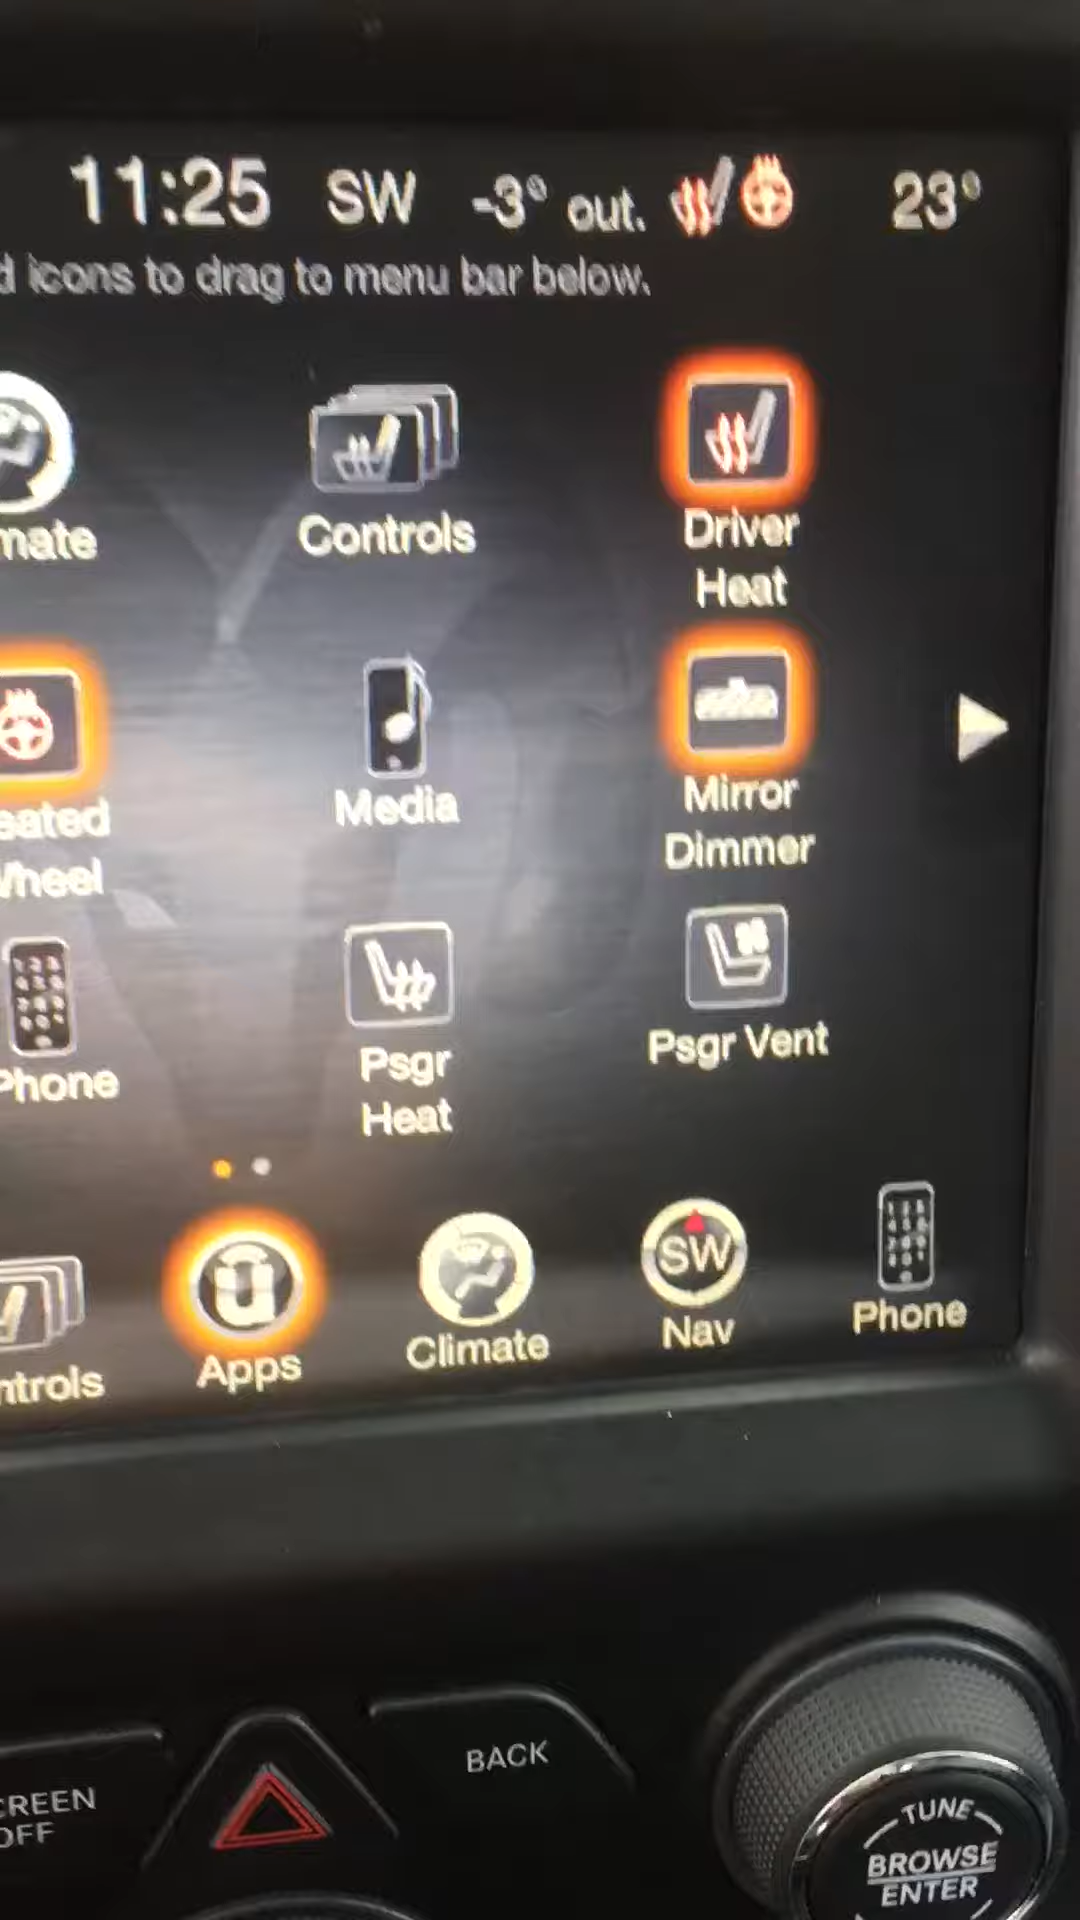 11:25 SW -3° out. 23°
d icons to drag to menu bar below.
mate
Controls
Driver
Heat
eated
Wheel
Media
Mirror
Dimmer
Phone
Psgr
Heat
Psgr Vent
ntrols
Apps
Climate
SW
Nav
Phone
CREEN
OFF
BACK
TUNE
BROWSE
ENTER